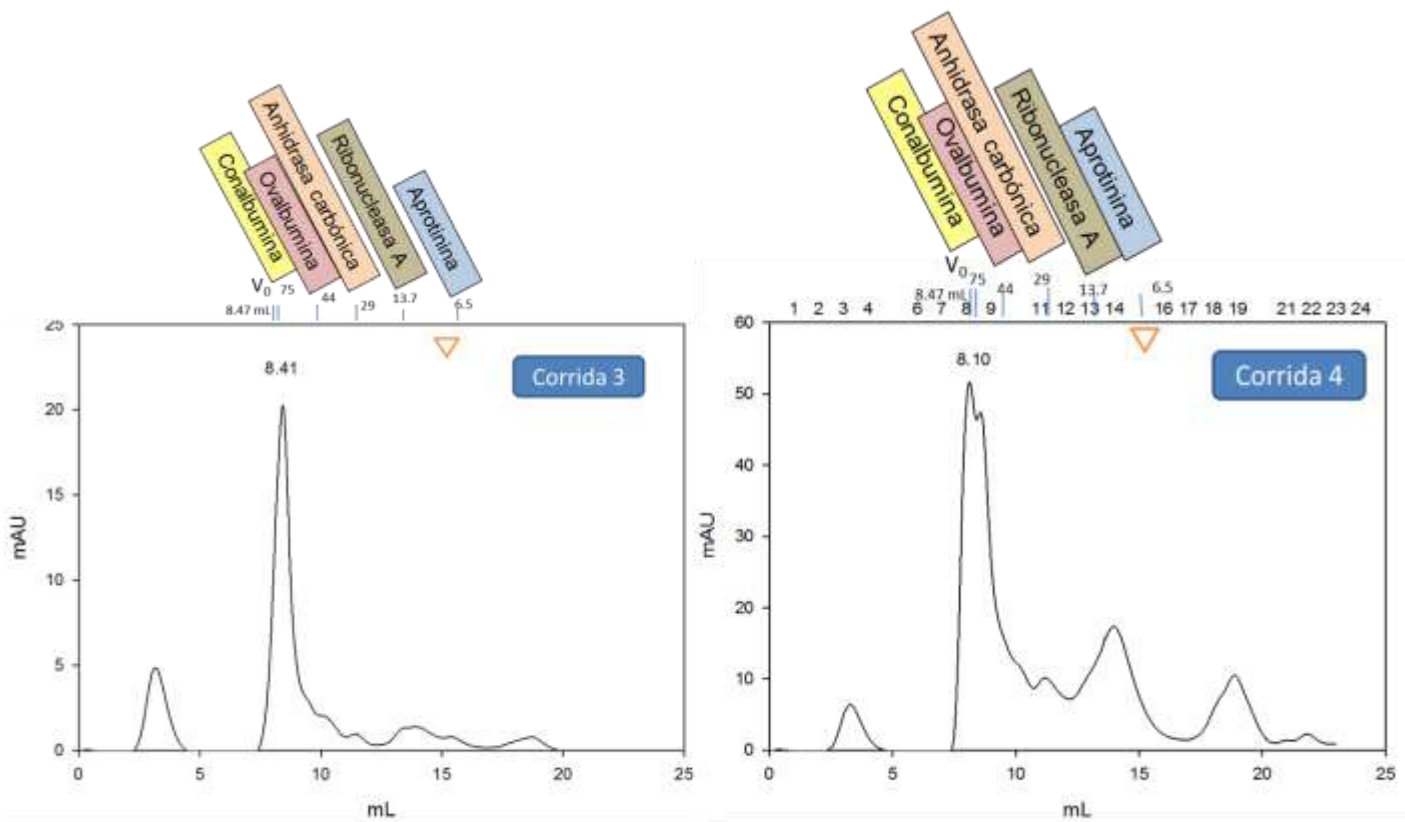 Conalbumina
Ovalbumina
Anhidrasa carbónica
Ribonucleasa A
Aprotinina
V0 75 44 29 13.7 6.5
8.47 mL
25
20
15
10
5
0
mAU
8.41
Corrida 3
0 5 10 15 20 25
mL
Conalbumina
Ovalbumina
Anhidrasa carbónica
Ribonucleasa A
Aprotinina
V0 75 44 29 13.7 6.5
8.47 mL
1 2 3 4 6 7 8 9 11 12 13 14 16 17 18 19 21 22 23 24
60
50
40
30
20
10
0
mAU
8.10
Corrida 4
0 5 10 15 20 25
mL